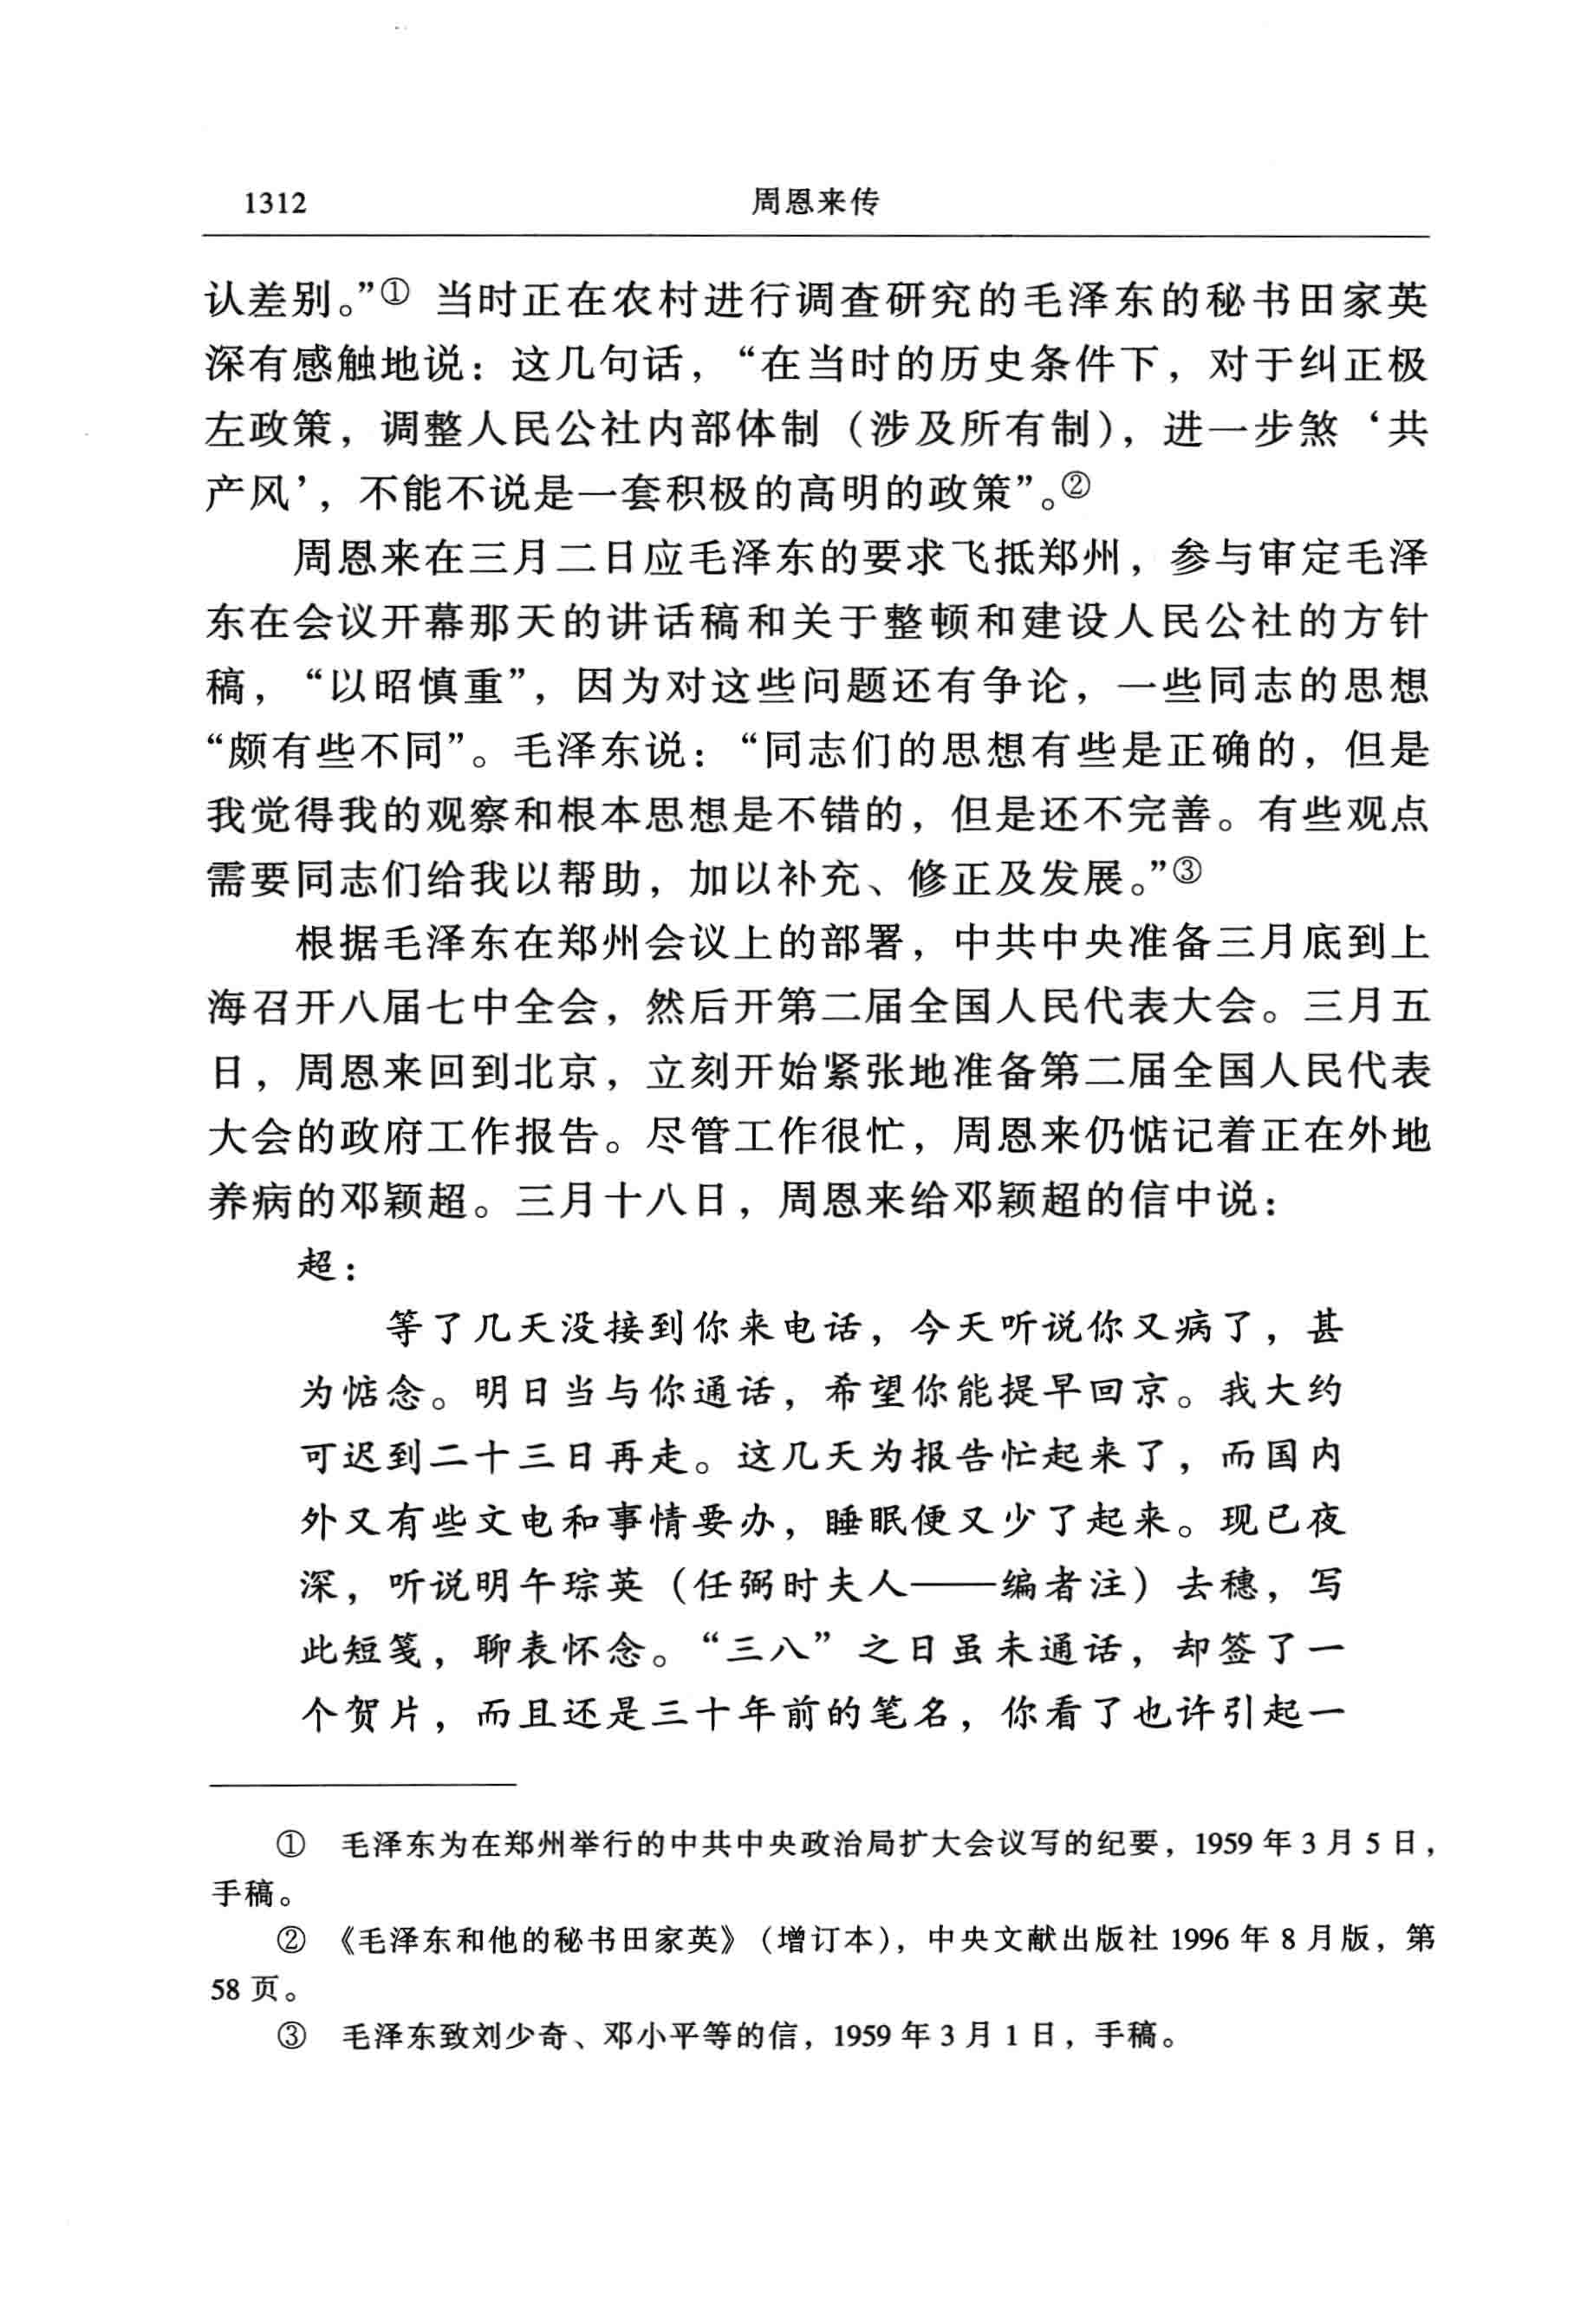 1312
周恩来传
认差别。”① 当时正在农村进行调查研究的毛泽东的秘书田家英
深有感触地说：这几句话，“在当时的历史条件下，对于纠正极
左政策，调整人民公社内部体制（涉及所有制），进一步煞‘共
产风’，不能不说是一套积极的高明的政策”。②
周恩来在三月二日应毛泽东的要求飞抵郑州，参与审定毛泽
东在会议开幕那天的讲话稿和关于整顿和建设人民公社的方针
稿，“以昭慎重”，因为对这些问题还有争论，一些同志的思想
“颇有些不同”。毛泽东说：“同志们的思想有些是正确的，但是
我觉得我的观察和根本思想是不错的，但是还不完善。有些观点
需要同志们给我以帮助，加以补充、修正及发展。”③
根据毛泽东在郑州会议上的部署，中共中央准备三月底到上
海召开八届七中全会，然后开第二届全国人民代表大会。三月五
日，周恩来回到北京，立刻开始紧张地准备第二届全国人民代表
大会的政府工作报告。尽管工作很忙，周恩来仍惦记着正在外地
养病的邓颖超。三月十八日，周恩来给邓颖超的信中说：
超：
等了几天没接到你来电话，今天听说你又病了，甚
为惦念。明日当与你通话，希望你能提早回京。我大约
可迟到二十三日再走。这几天为报告忙起来了，而国内
外又有些文电和事情要办，睡眠便又少了起来。现已夜
深，听说明午琮英（任弼时夫人——编者注）去穗，写
此短笺，聊表怀念。“三八”之日虽未通话，却签了一
个贺片，而且还是三十年前的笔名，你看了也许引起一
① 毛泽东为在郑州举行的中共中央政治局扩大会议写的纪要，1959 年 3 月 5 日，
手稿。
② 《毛泽东和他的秘书田家英》（增订本），中央文献出版社 1996 年 8 月版，第
58 页。
③ 毛泽东致刘少奇、邓小平等的信，1959 年 3 月 1 日，手稿。